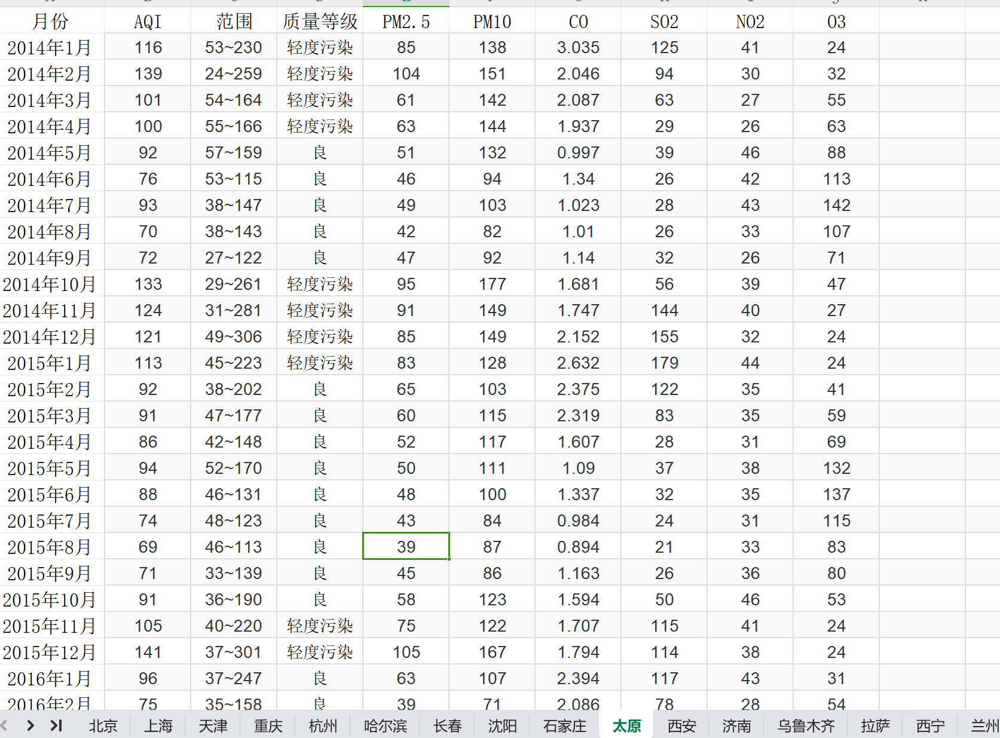 月份 AQI 范围 质量等级 PM2.5 PM10 CO SO2 NO2 O3
2014年1月 116 53~230 轻度污染 85 138 3.035 125 41 24
2014年2月 139 24~259 轻度污染 104 151 2.046 94 30 32
2014年3月 101 54~164 轻度污染 61 142 2.087 63 27 55
2014年4月 100 55~166 轻度污染 63 144 1.937 29 26 63
2014年5月 92 57~159 良 51 132 0.997 39 46 88
2014年6月 76 53~115 良 46 94 1.34 26 42 113
2014年7月 93 38~147 良 49 103 1.023 28 43 142
2014年8月 70 38~143 良 42 82 1.01 26 33 107
2014年9月 72 27~122 良 47 92 1.14 32 26 71
2014年10月 133 29~261 轻度污染 95 177 1.681 56 39 47
2014年11月 124 31~281 轻度污染 91 149 1.747 144 40 27
2014年12月 121 49~306 轻度污染 85 149 2.152 155 32 24
2015年1月 113 45~223 轻度污染 83 128 2.632 179 44 24
2015年2月 92 38~202 良 65 103 2.375 122 35 41
2015年3月 91 47~177 良 60 115 2.319 83 35 59
2015年4月 86 42~148 良 52 117 1.607 28 31 69
2015年5月 94 52~170 良 50 111 1.09 37 38 132
2015年6月 88 46~131 良 48 100 1.337 32 35 137
2015年7月 74 48~123 良 43 84 0.984 24 31 115
2015年8月 69 46~113 良 39 87 0.894 21 33 83
2015年9月 71 33~139 良 45 86 1.163 26 36 80
2015年10月 91 36~190 良 58 123 1.594 50 46 53
2015年11月 105 40~220 轻度污染 75 122 1.707 115 41 24
2015年12月 141 37~301 轻度污染 105 167 1.794 114 38 24
2016年1月 96 37~247 良 63 107 2.394 117 43 31
2016年2月 75 35~158 良 39 71 2.086 78 28 54
北京 上海 天津 重庆 杭州 哈尔滨 长春 沈阳 石家庄 太原 西安 济南 乌鲁木齐 拉萨 西宁 兰州